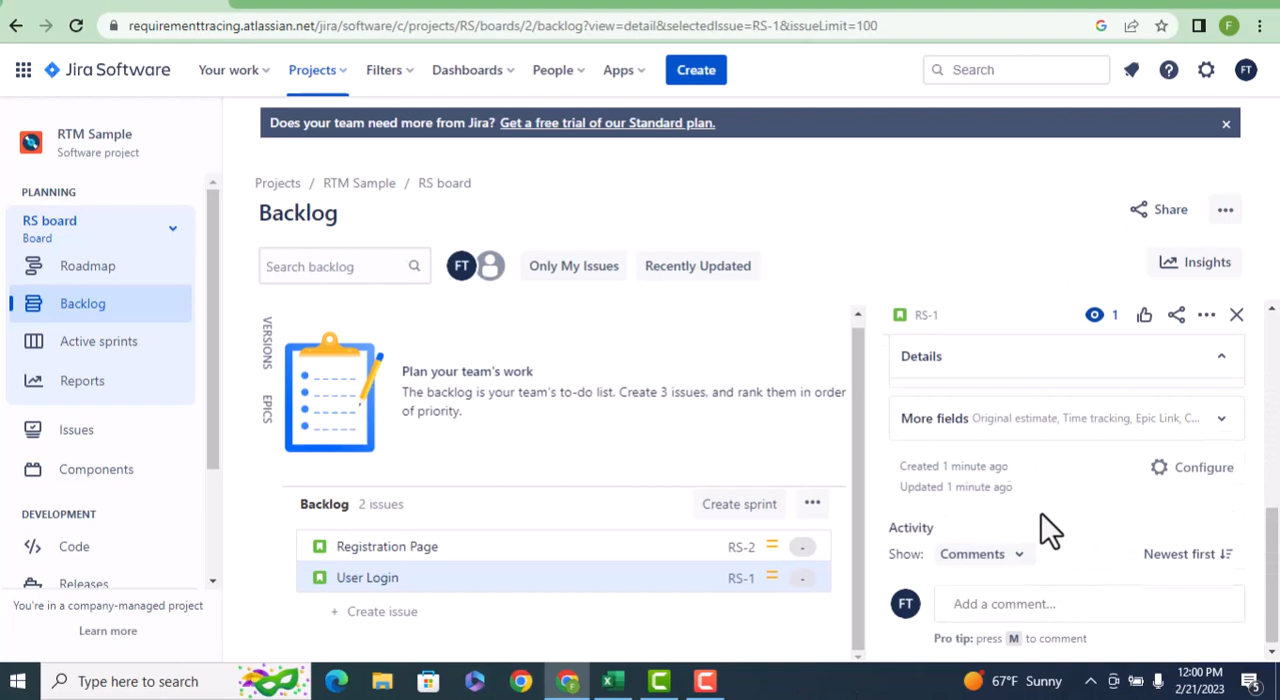 requirementtracing.atlassian.net/jira/software/c/projects/RS/boards/2/backlog?view=detail&selectedIssue=RS-1&issueLimit=100
G
F
Jira Software
Your work
Projects
Filters
Dashboards
People
Apps
Create
Search
FT
Does your team need more from Jira? Get a free trial of our Standard plan.
RTM Sample
Software project
PLANNING
RS board
Board
Roadmap
Backlog
Active sprints
Reports
Issues
Components
DEVELOPMENT
Code
Releases
You're in a company-managed project
Learn more
Projects / RTM Sample / RS board
Backlog
Share
Search backlog
FT
Only My Issues
Recently Updated
Insights
VERSIONS
EPICS
Plan your team's work
The backlog is your team's to-do list. Create 3 issues, and rank them in order
of priority.
Backlog 2 issues
Create sprint
Registration Page RS-2 -
User Login RS-1 -
+ Create issue
RS-1
1
Details
More fields Original estimate, Time tracking, Epic Link, C...
Created 1 minute ago
Updated 1 minute ago
Configure
Activity
Show: Comments
Newest first
FT
Add a comment...
Pro tip: press M to comment
Type here to search
67°F Sunny
12:00 PM
2/21/2023
5